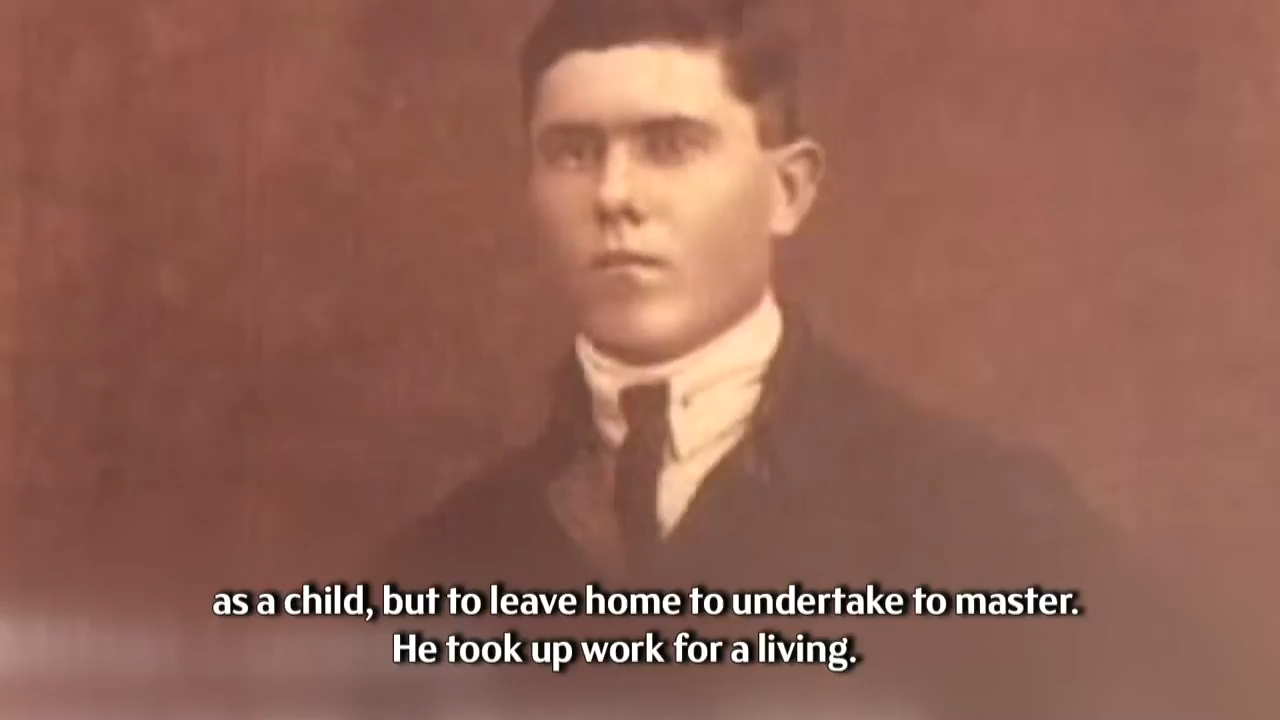 as a child, but to leave home to undertake to master.
He took up work for a living.